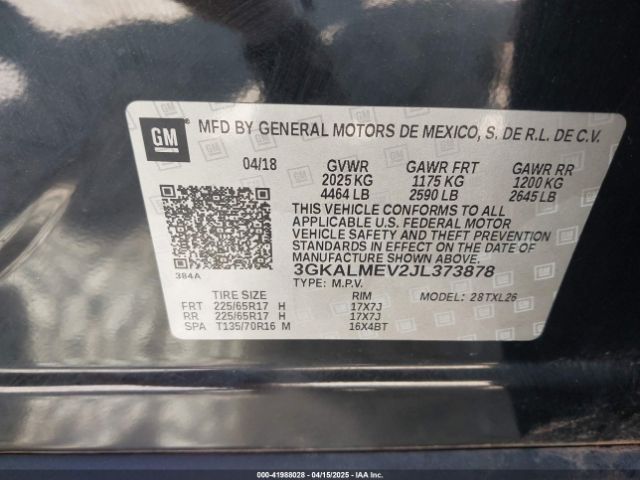 GM
MFD BY GENERAL MOTORS DE MEXICO, S. DE R.L. DE C.V.
04/18 GVWR GAWR FRT GAWR RR
2025 KG 1175 KG 1200 KG
4464 LB 2590 LB 2645 LB
THIS VEHICLE CONFORMS TO ALL
APPLICABLE U.S. FEDERAL MOTOR
VEHICLE SAFETY AND THEFT PREVENTION
STANDARDS IN EFFECT ON THE DATE OF
MANUFACTURE SHOWN ABOVE.
384A
3GKALMEV2JL373878
TYPE: M.P.V.
TIRE SIZE RIM MODEL: 28TXL26
FRT 225/65R17 H 17X7J
RR 225/65R17 H 17X7J
SPA T135/70R16 M 16X4BT
000-41988028 - 04/15/2025 - IAA Inc.